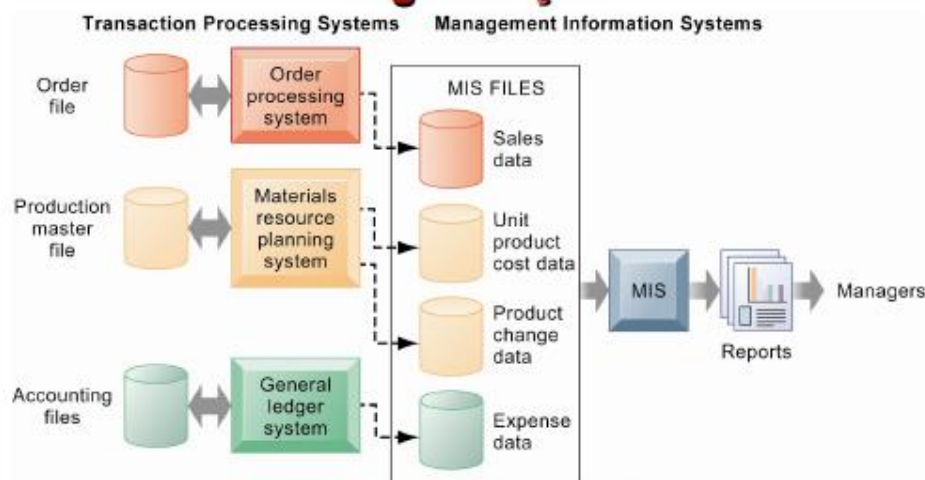 Transaction Processing Systems
Management Information Systems
Order
file
Order
processing
system
MIS FILES
Sales
data
Production
master
file
Materials
resource
planning
system
Unit
product
cost data
Product
change
data
MIS
Reports
Managers
Accounting
files
General
ledger
system
Expense
data